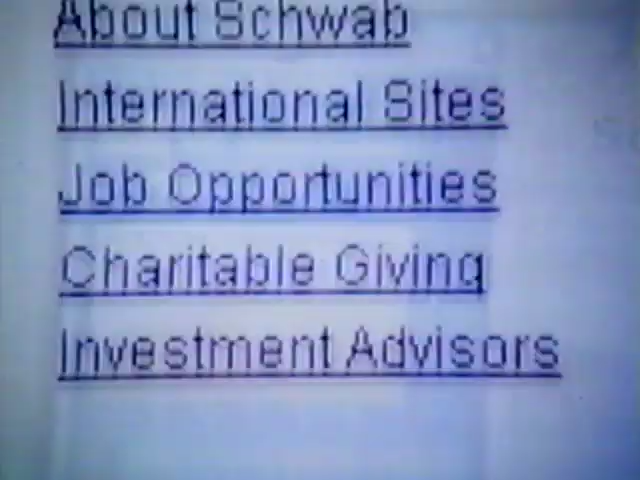 About Schwab
International Sites
Job Opportunities
Charitable Giving
Investment Advisors